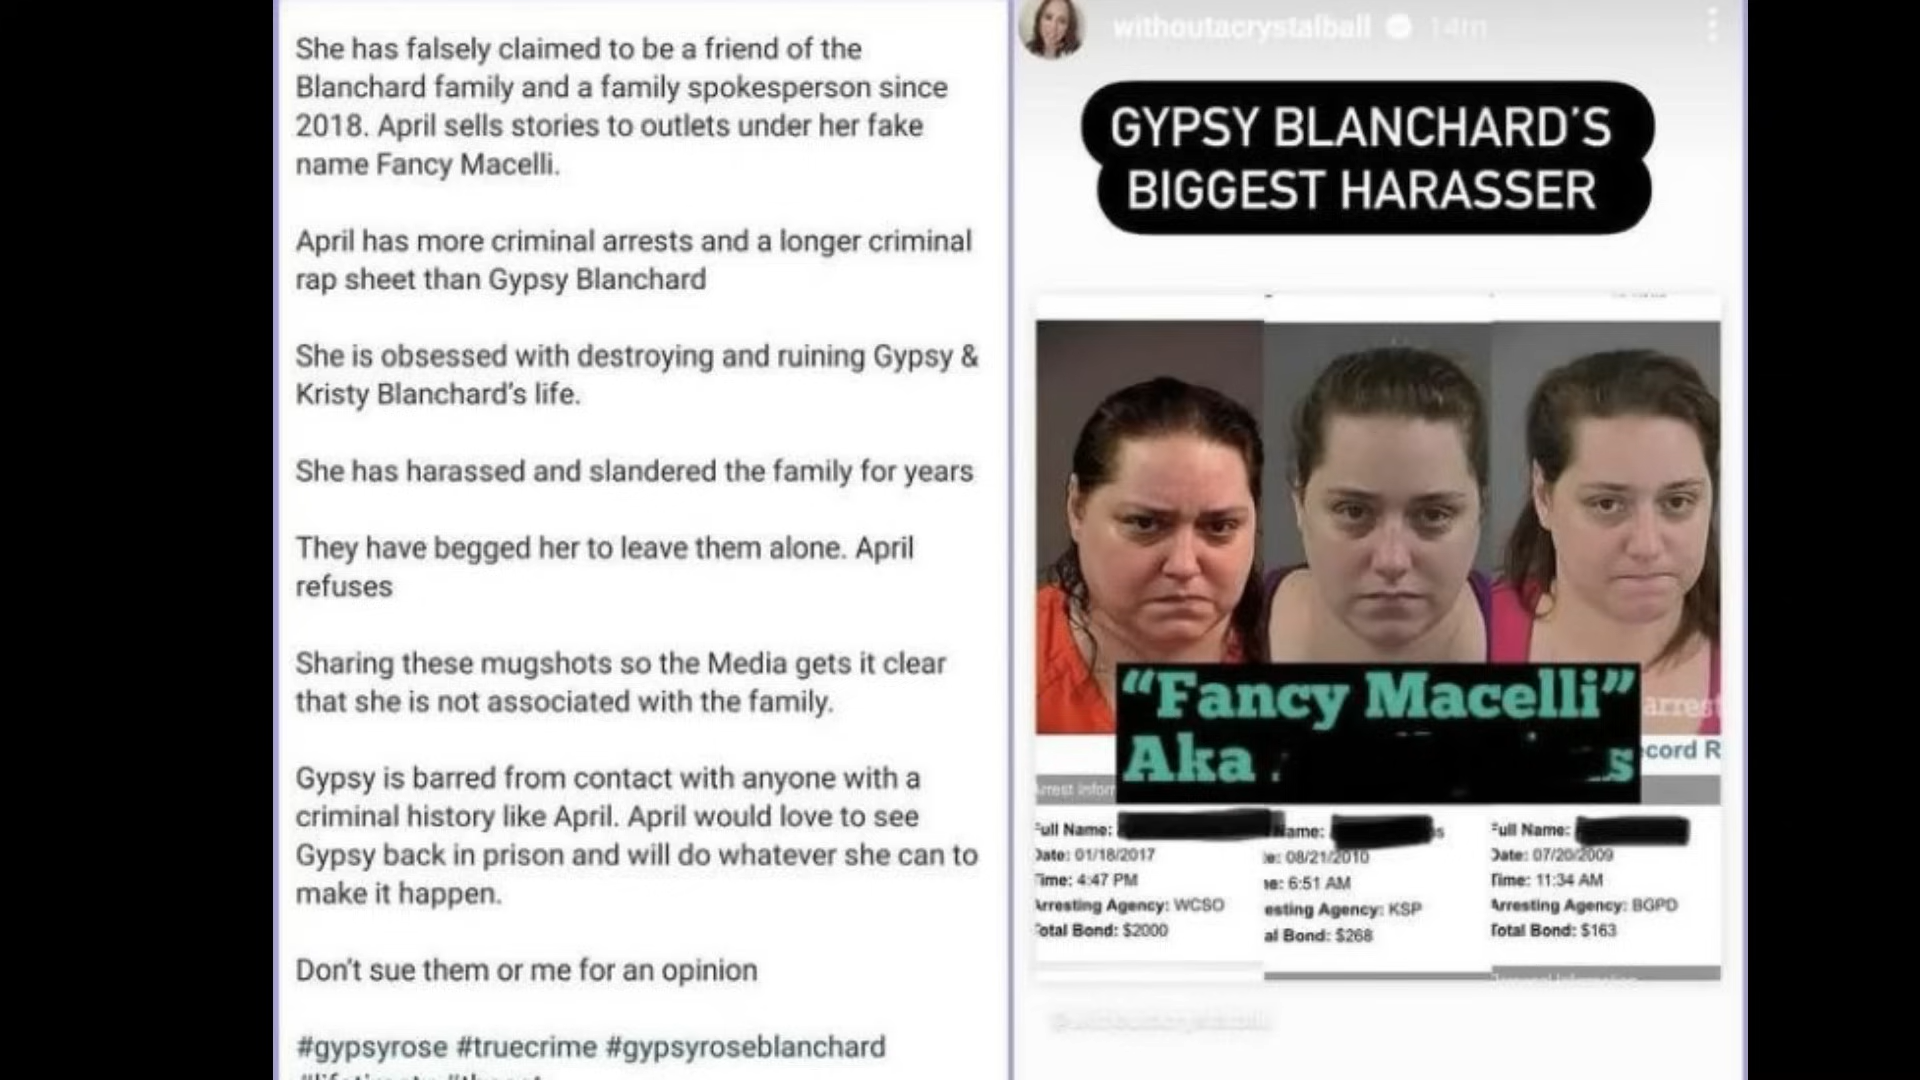 She has falsely claimed to be a friend of the
Blanchard family and a family spokesperson since
2018. April sells stories to outlets under her fake
name Fancy Macelli.
April has more criminal arrests and a longer criminal
rap sheet than Gypsy Blanchard
She is obsessed with destroying and ruining Gypsy &
Kristy Blanchard's life.
She has harassed and slandered the family for years
They have begged her to leave them alone. April
refuses
Sharing these mugshots so the Media gets it clear
that she is not associated with the family.
Gypsy is barred from contact with anyone with a
criminal history like April. April would love to see
Gypsy back in prison and will do whatever she can to
make it happen.
Don't sue them or me for an opinion
#gypsyrose #truecrime #gypsyroseblanchard
withoutacrystalball 14m
GYPSY BLANCHARD'S
BIGGEST HARASSER
"Fancy Macelli"
Aka
s
arrest
cord R
rrest Infor
Full Name:
Date: 01/18/2017
Time: 4:47 PM
Arresting Agency: WCSO
Total Bond: $2000
Name: s
te: 08/21/2010
ne: 6:51 AM
esting Agency: KSP
al Bond: $268
Full Name:
Date: 07/20/2009
Time: 11:34 AM
Arresting Agency: BGPD
Total Bond: $163